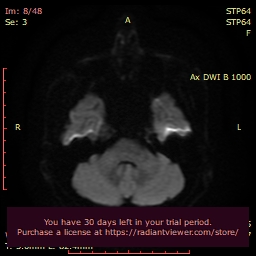 Im: 8/48
Se: 3
A
STP64
STP64
F
Ax DWI B 1000
R
L
You have 30 days left in your trial period.
Purchase a license at https://radiantviewer.com/store/